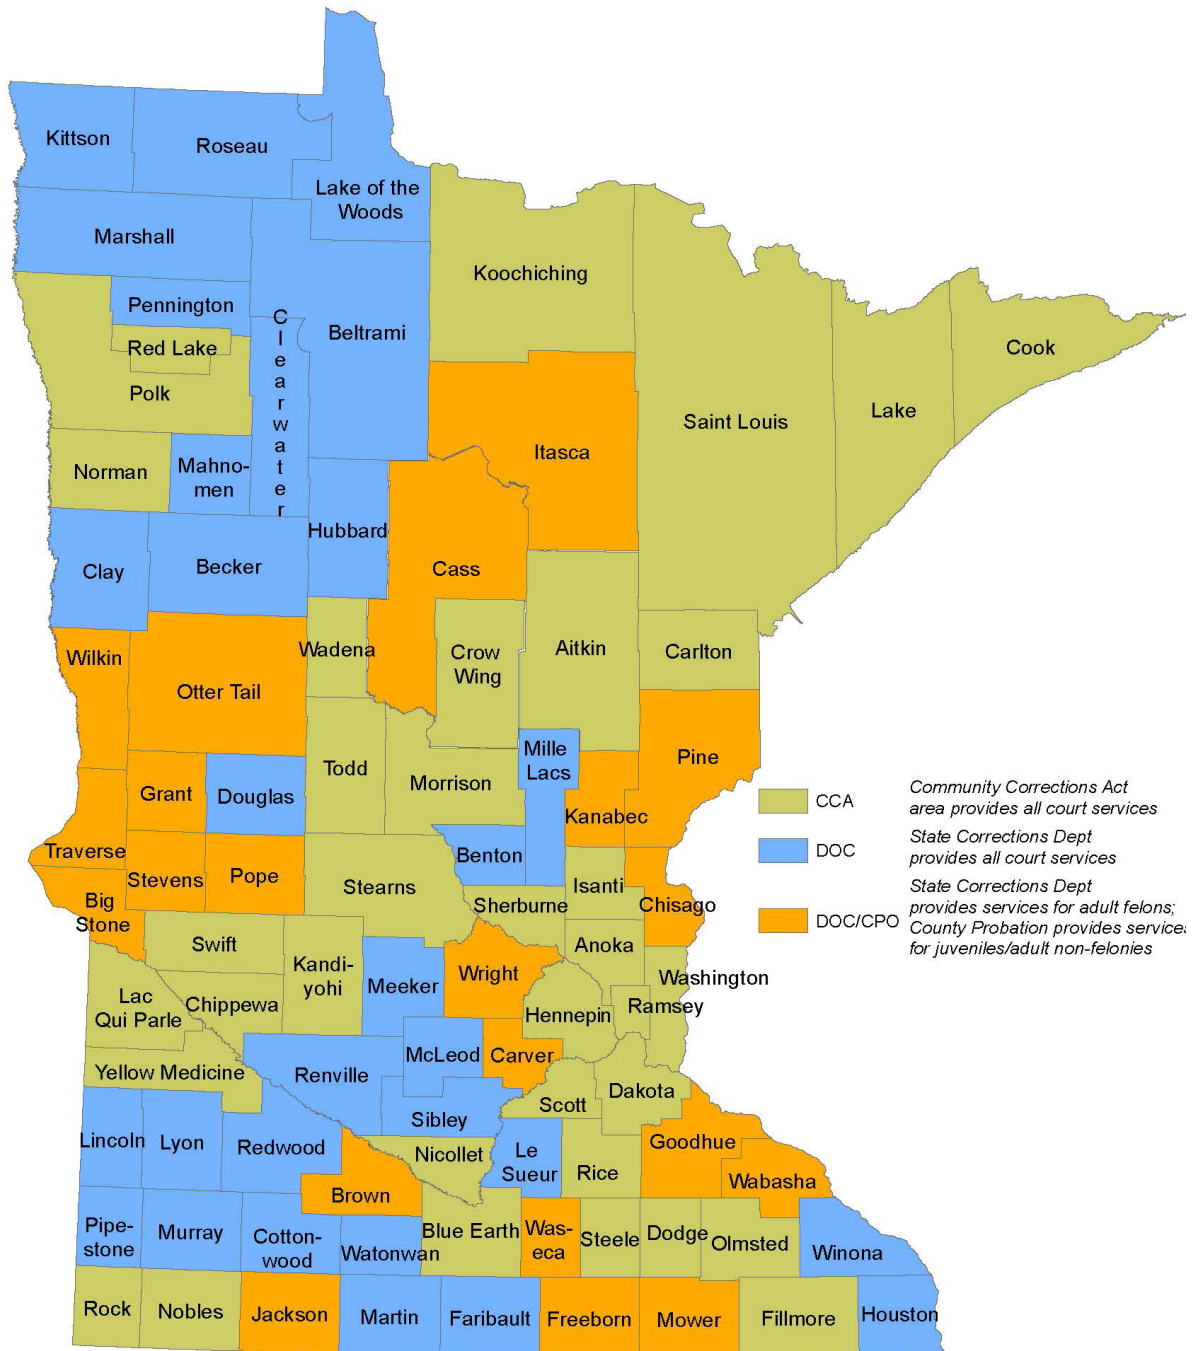 Kittson
Roseau
Lake of the
Woods
Marshall
Koochiching
Pennington
Clearwater
Beltrami
Red Lake
Cook
Polk
Lake
Saint Louis
Itasca
Norman
Mahno-
men
Hubbard
Clay
Becker
Cass
Wadena
Crow
Wing
Aitkin
Carlton
Wilkin
Otter Tail
Mille
Lacs
Pine
Todd
Morrison
Grant
Douglas
Kanabec
CCA
Community Corrections Act
area provides all court services
DOC
State Corrections Dept
provides all court services
DOC/CPO
State Corrections Dept
provides services for adult felons;
County Probation provides services
for juveniles/adult non-felonies
Traverse
Benton
Stevens
Pope
Stearns
Isanti
Big
Stone
Sherburne
Chisago
Swift
Anoka
Kandi-
yohi
Wright
Washington
Meeker
Lac
Qui Parle
Chippewa
Hennepin
Ramsey
McLeod
Carver
Yellow Medicine
Renville
Dakota
Scott
Sibley
Lincoln
Lyon
Redwood
Nicollet
Le
Sueur
Rice
Goodhue
Wabasha
Brown
Pipe-
stone
Murray
Cotton-
wood
Watonwan
Blue Earth
Was-
eca
Steele
Dodge
Olmsted
Winona
Rock
Nobles
Jackson
Martin
Faribault
Freeborn
Mower
Fillmore
Houston